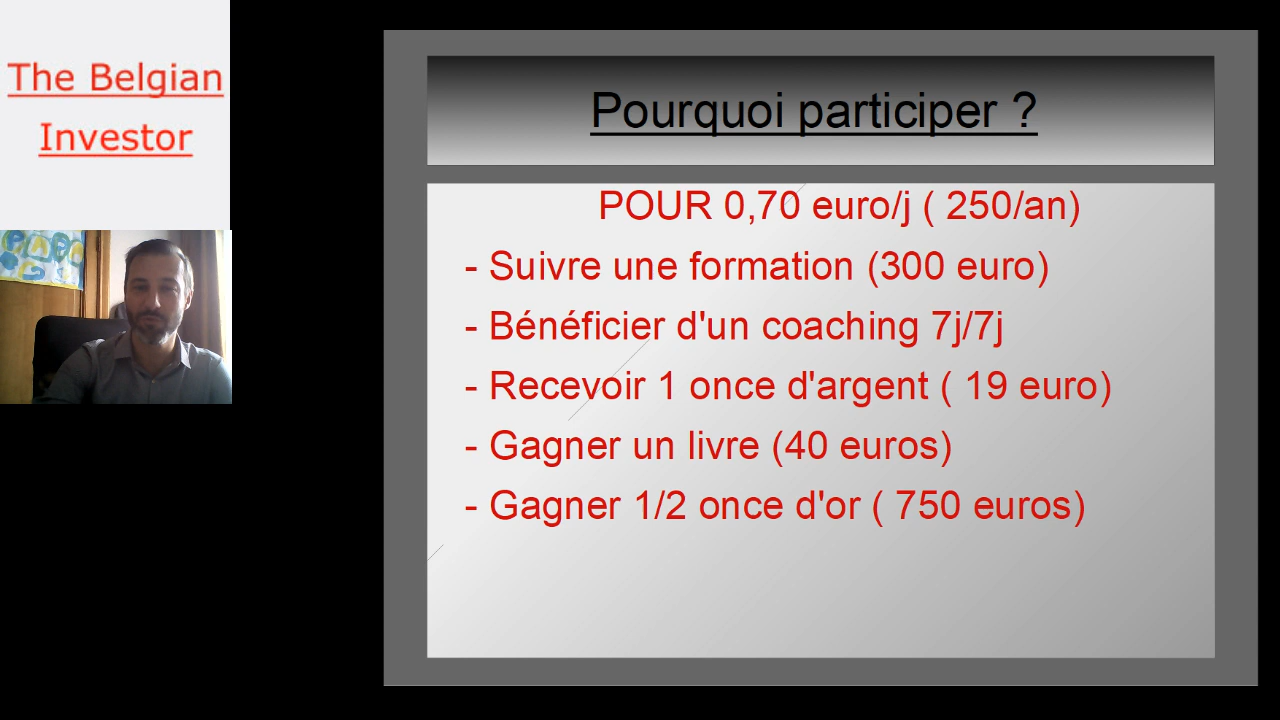 The Belgian
Investor
Pourquoi participer ?
POUR 0,70 euro/j ( 250/an)
- Suivre une formation (300 euro)
- Bénéficier d'un coaching 7j/7j
- Recevoir 1 once d'argent ( 19 euro)
- Gagner un livre (40 euros)
- Gagner 1/2 once d'or ( 750 euros)